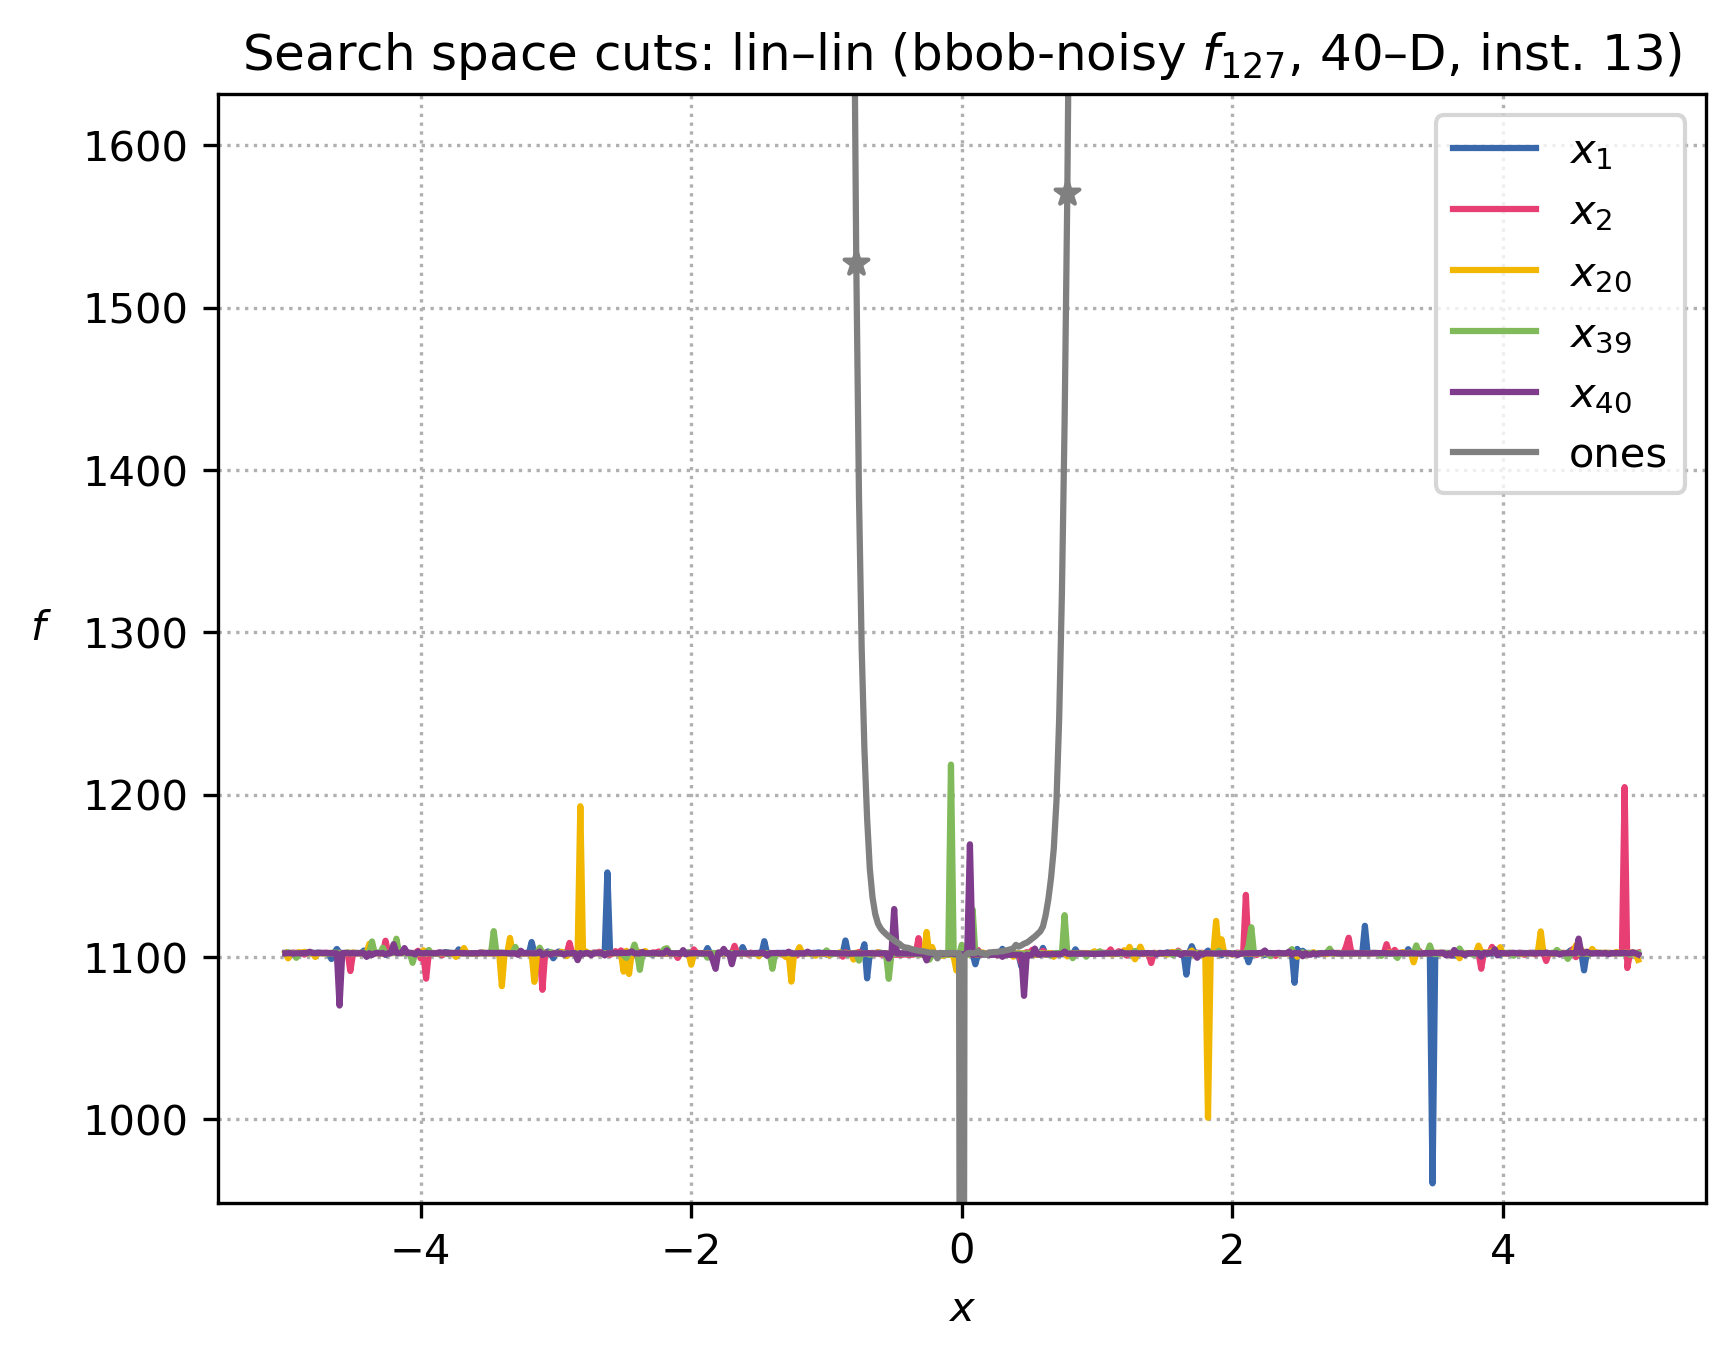 Search space cuts: lin–lin (bbob-noisy f₁₂₇, 40–D, inst. 13)
1600
1500
1400
1300
1200
1100
1000
f
x₁
x₂
x₂₀
x₃₉
x₄₀
ones
−4
−2
0
2
4
x